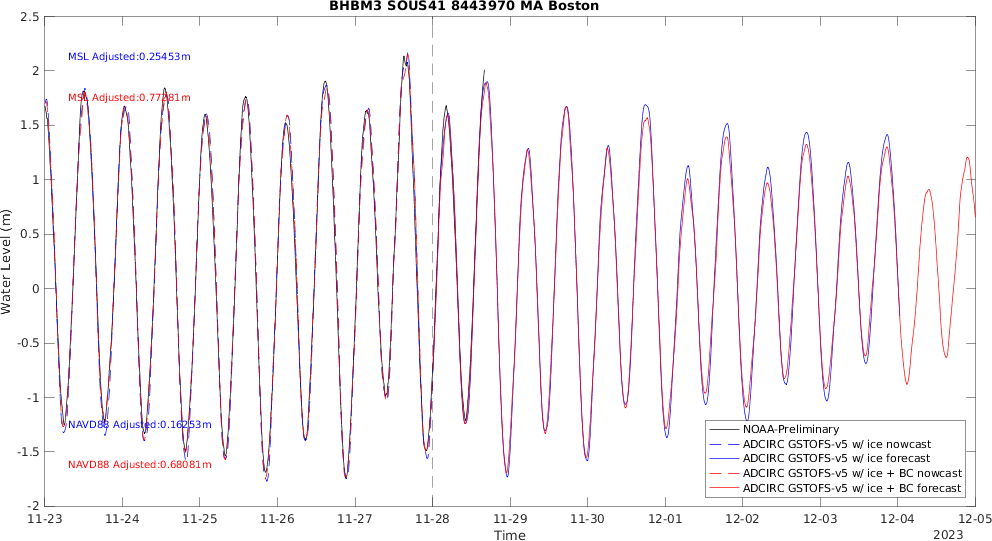 BHBM3 SOUS41 8443970 MA Boston
2.5
2
1.5
1
0.5
0
-0.5
-1
-1.5
-2
Water Level (m)
MSL Adjusted:0.25453m
MSL Adjusted:0.77281m
NAVD88 Adjusted:0.16253m
NAVD88 Adjusted:0.68081m
NOAA-Preliminary
ADCIRC GSTOFS-v5 w/ ice nowcast
ADCIRC GSTOFS-v5 w/ ice forecast
ADCIRC GSTOFS-v5 w/ ice + BC nowcast
ADCIRC GSTOFS-v5 w/ ice + BC forecast
11-23 11-24 11-25 11-26 11-27 11-28 11-29 11-30 12-01 12-02 12-03 12-04 12-05
Time
2023